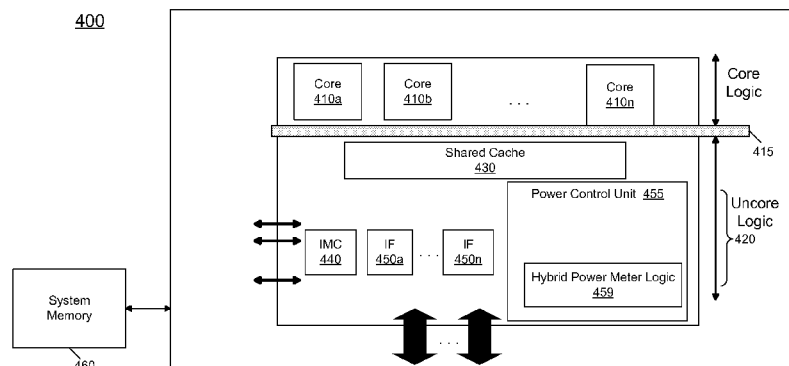 400
Core
410a
Core
410b
. . .
Core
410n
Core
Logic
415
Shared Cache
430
Power Control Unit 455
Uncore
Logic
420
IMC
440
IF
450a
. . .
IF
450n
Hybrid Power Meter Logic
459
System
Memory
460
. . .